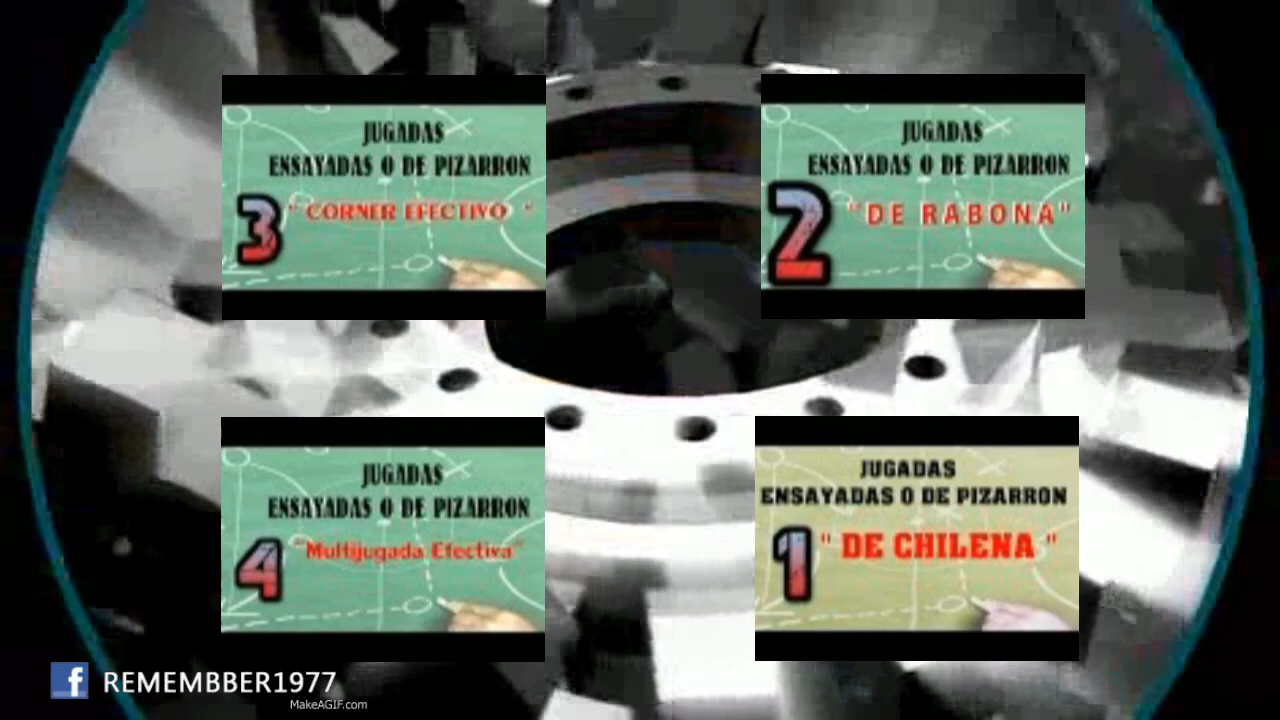 JUGADAS
ENSAYADAS O DE PIZARRON
3 "CORNER EFECTIVO "
JUGADAS
ENSAYADAS O DE PIZARRON
2 "DE RABONA"
JUGADAS
ENSAYADAS O DE PIZARRON
4 "Multijugada Efectiva"
JUGADAS
ENSAYADAS O DE PIZARRON
1 " DE CHILENA "
f REMEMBBER1977
MakeAGIF.com